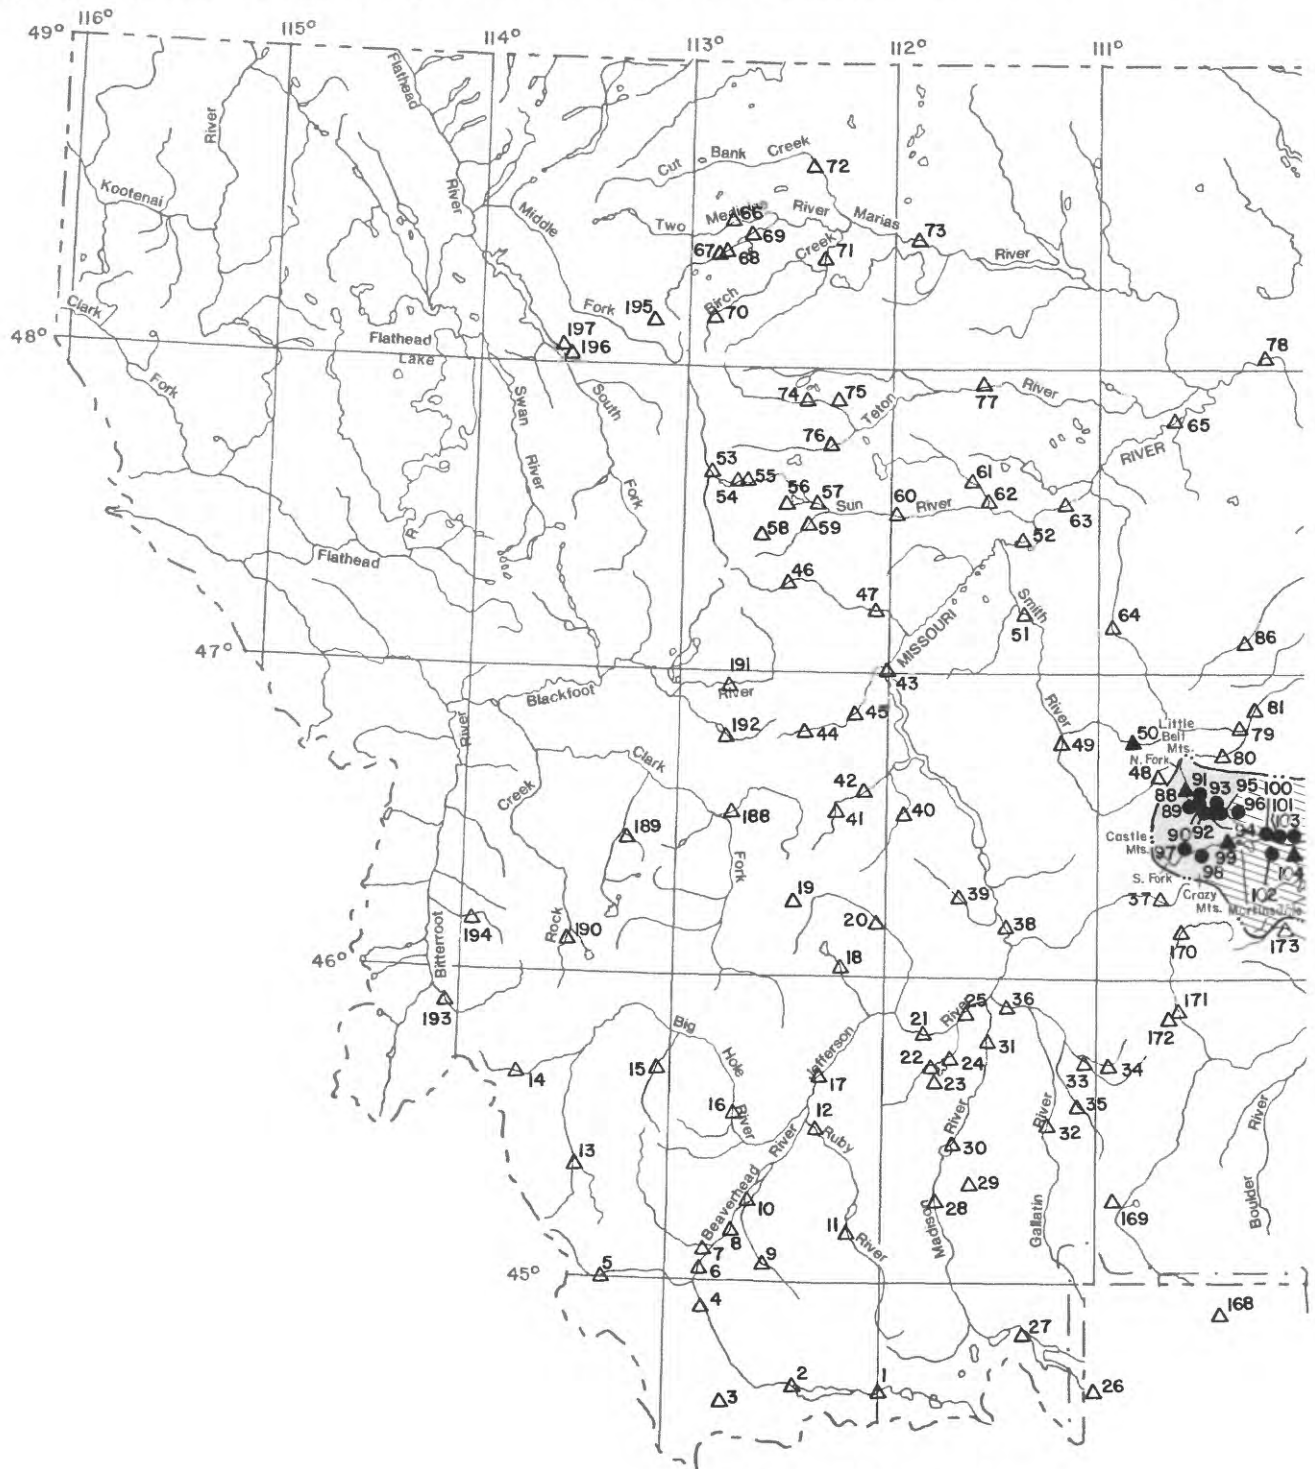 116°
115°
114°
113°
112°
111°
49°
Flathead
River
Kootenai
River
Cut Bank Creek
72
Middle
Two Medicine River
66
Marias
73
69
67
68
Creek
71
River
Clark
195
Fork
Birch
70
48°
Flathead
Lake
197
196
78
Fork
South
Swan
74
75
77
River
Teton
65
76
RIVER
53
55
61
River
54
56
57
60
62
Fork
Sun
River
63
58
59
52
R
Flathead
46
47
Smith
51
64
MISSOURI
86
47°
191
43
Blackfoot
River
River
45
81
River
192
44
50
Little
Belt
Mts.
79
49
Clark
N. Fork
80
48
91
95
100
42
88
93
96
101
Creek
188
41
40
89
103
189
90
92
94
Castle
Mts.
97
99
104
Fork
98
S. Fork
102
19
39
37
Crazy
Mts.
Martinsdale
20
38
Rock
190
194
170
173
Bitterroot
46°
18
193
25
36
171
Big
River
21
172
Hole
Jefferson
31
15
22
24
33
34
14
17
23
16
12
River
35
River
River
River
Ruby
32
River
30
13
River
29
10
Beaverhead
28
169
Boulder
8
11
Madison
Gallatin
7
9
River
45°
5
6
4
168
27
2
1
26
3